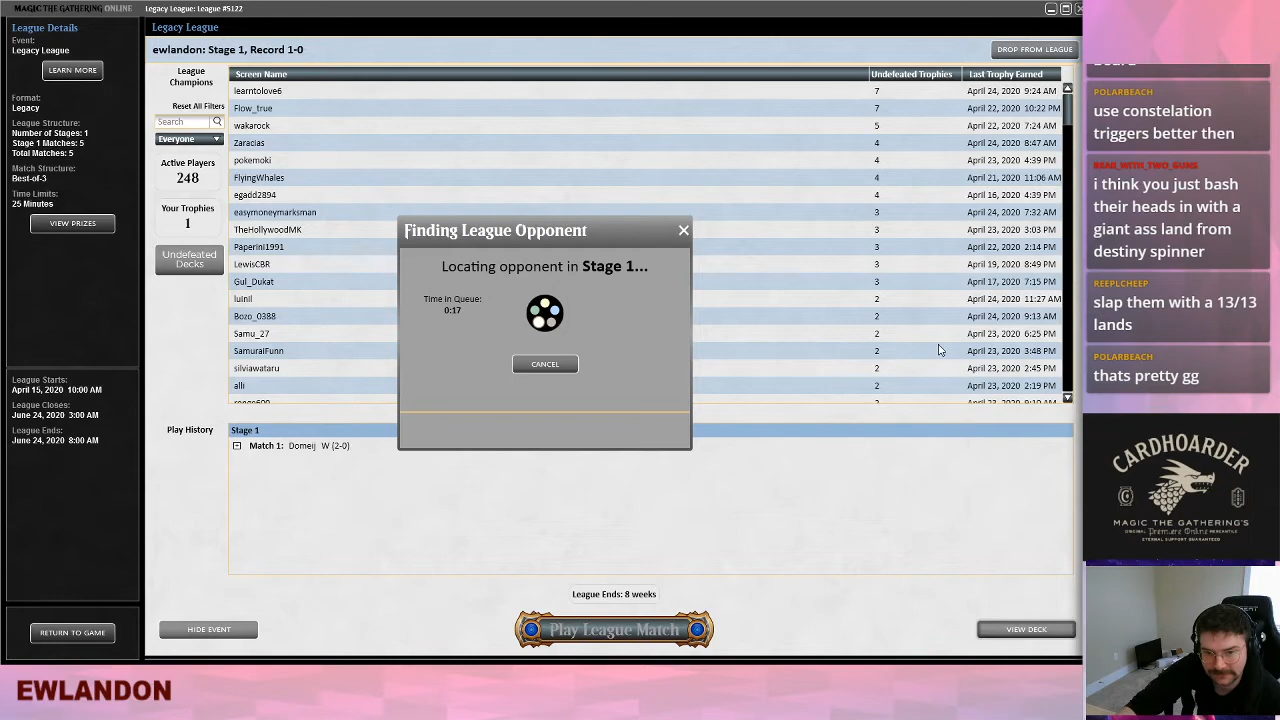 MAGIC THE GATHERING ONLINE
Legacy League: League #5122
League Details
Event:
Legacy League
LEARN MORE
Format:
Legacy
League Structure:
Number of Stages: 1
Stage 1 Matches: 5
Total Matches: 5
Match Structure:
Best-of-3
Time Limits:
25 Minutes
VIEW PRIZES
League Starts:
April 15, 2020 10:00 AM
League Closes:
June 24, 2020 3:00 AM
League Ends:
June 24, 2020 8:00 AM
RETURN TO GAME
Legacy League
ewlandon: Stage 1, Record 1-0
DROP FROM LEAGUE
League
Champions
Reset All Filters
Search
Everyone
Active Players
248
Your Trophies
1
Undefeated
Decks
Screen Name Undefeated Trophies Last Trophy Earned
learntolove6 7 April 24, 2020 9:24 AM
Flow_true 7 April 22, 2020 10:22 PM
wakarock 5 April 22, 2020 7:24 AM
Zaracias 4 April 24, 2020 8:47 AM
pokemoki 4 April 23, 2020 4:39 PM
FlyingWhales 4 April 21, 2020 11:06 AM
egadd2894 4 April 16, 2020 4:39 PM
easymoneymarksman 3 April 24, 2020 7:32 AM
TheHollywoodMK 3 April 23, 2020 3:03 PM
Paperini1991 3 April 22, 2020 2:14 PM
LewisCBR 3 April 19, 2020 8:49 PM
Gul_Dukat 3 April 17, 2020 7:15 PM
luinil 2 April 24, 2020 11:27 AM
Bozo_0388 2 April 24, 2020 9:13 AM
Samu_27 2 April 23, 2020 6:25 PM
SamuraiFunn 2 April 23, 2020 3:48 PM
silviawataru 2 April 23, 2020 2:45 PM
alli 2 April 23, 2020 2:19 PM
Finding League Opponent
Locating opponent in Stage 1...
Time in Queue:
0:17
CANCEL
Play History
Stage 1
Match 1: Domeij W (2-0)
League Ends: 8 weeks
HIDE EVENT
Play League Match
VIEW DECK
POLARBEACH
use constelation
triggers better then
i think you just bash
their heads in with a
giant ass land from
destiny spinner
REEPLCHEEP
slap them with a 13/13
lands
POLARBEACH
thats pretty gg
CARDHOARDER
MAGIC THE GATHERING'S
ORIGINAL Premiere Online MERCANTILE
ETERNAL SUPPORT GUARANTEED
EWLANDON